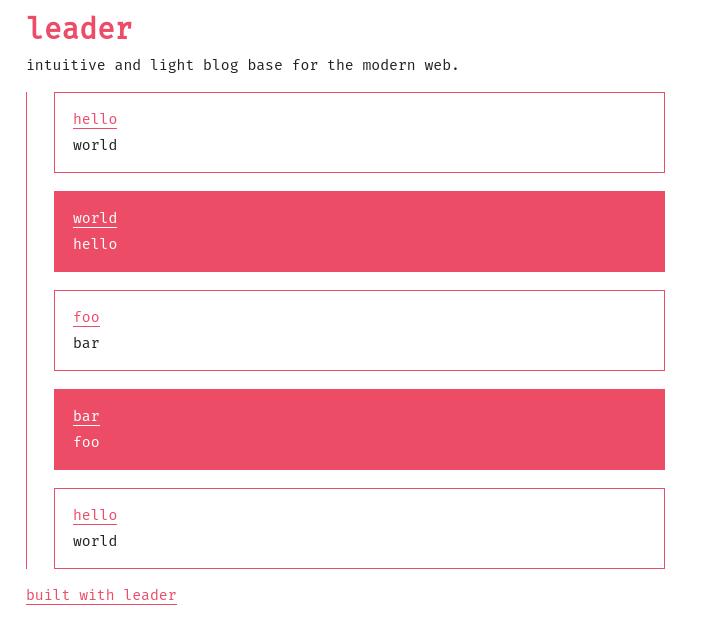 leader
intuitive and light blog base for the modern web.
hello
world
world
hello
foo
bar
bar
foo
hello
world
built with leader